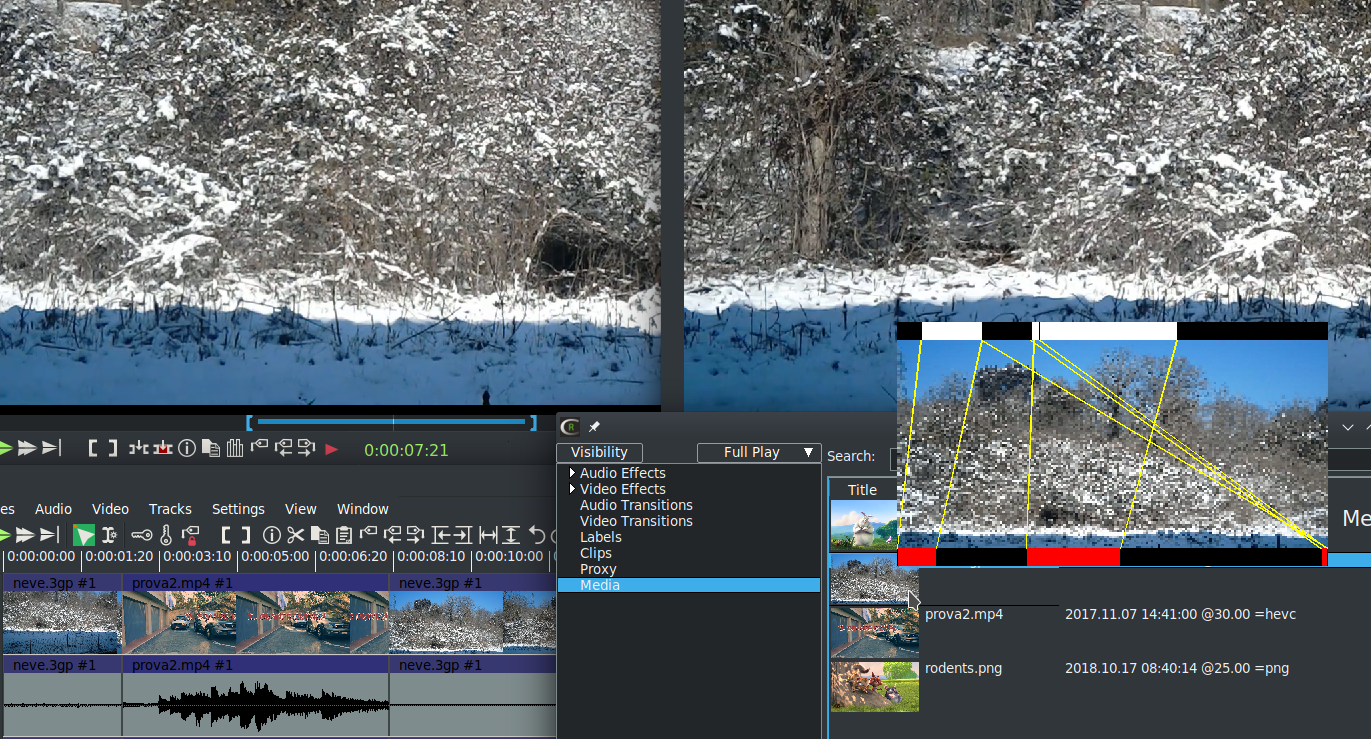 R
0:00:07:21
Visibility
Full Play
Search:
Audio Effects
Video Effects
Audio Transitions
Video Transitions
Labels
Clips
Proxy
Media
Title
Me
es Audio Video Tracks Settings View Window
0:00:00:00 0:00:01:20 0:00:03:10 0:00:05:00 0:00:06:20 0:00:08:10 0:00:10:00
neve.3gp #1 prova2.mp4 #1 neve.3gp #1
neve.3gp #1 prova2.mp4 #1 neve.3gp #1
prova2.mp4 2017.11.07 14:41:00 @30.00 =hevc
rodents.png 2018.10.17 08:40:14 @25.00 =png